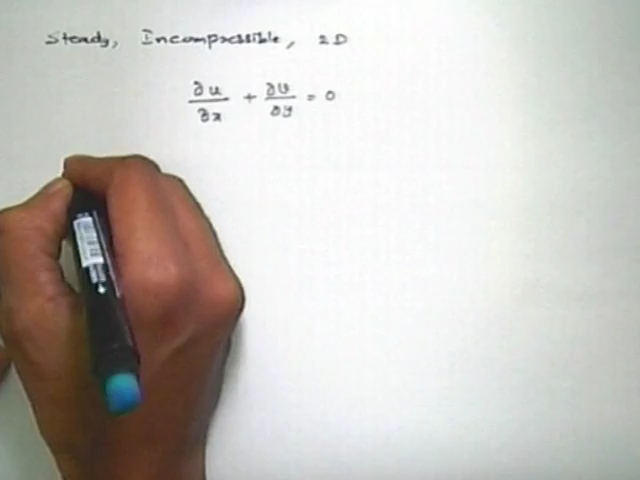 Steady, Incompressible, 2D
∂u/∂x + ∂v/∂y = 0